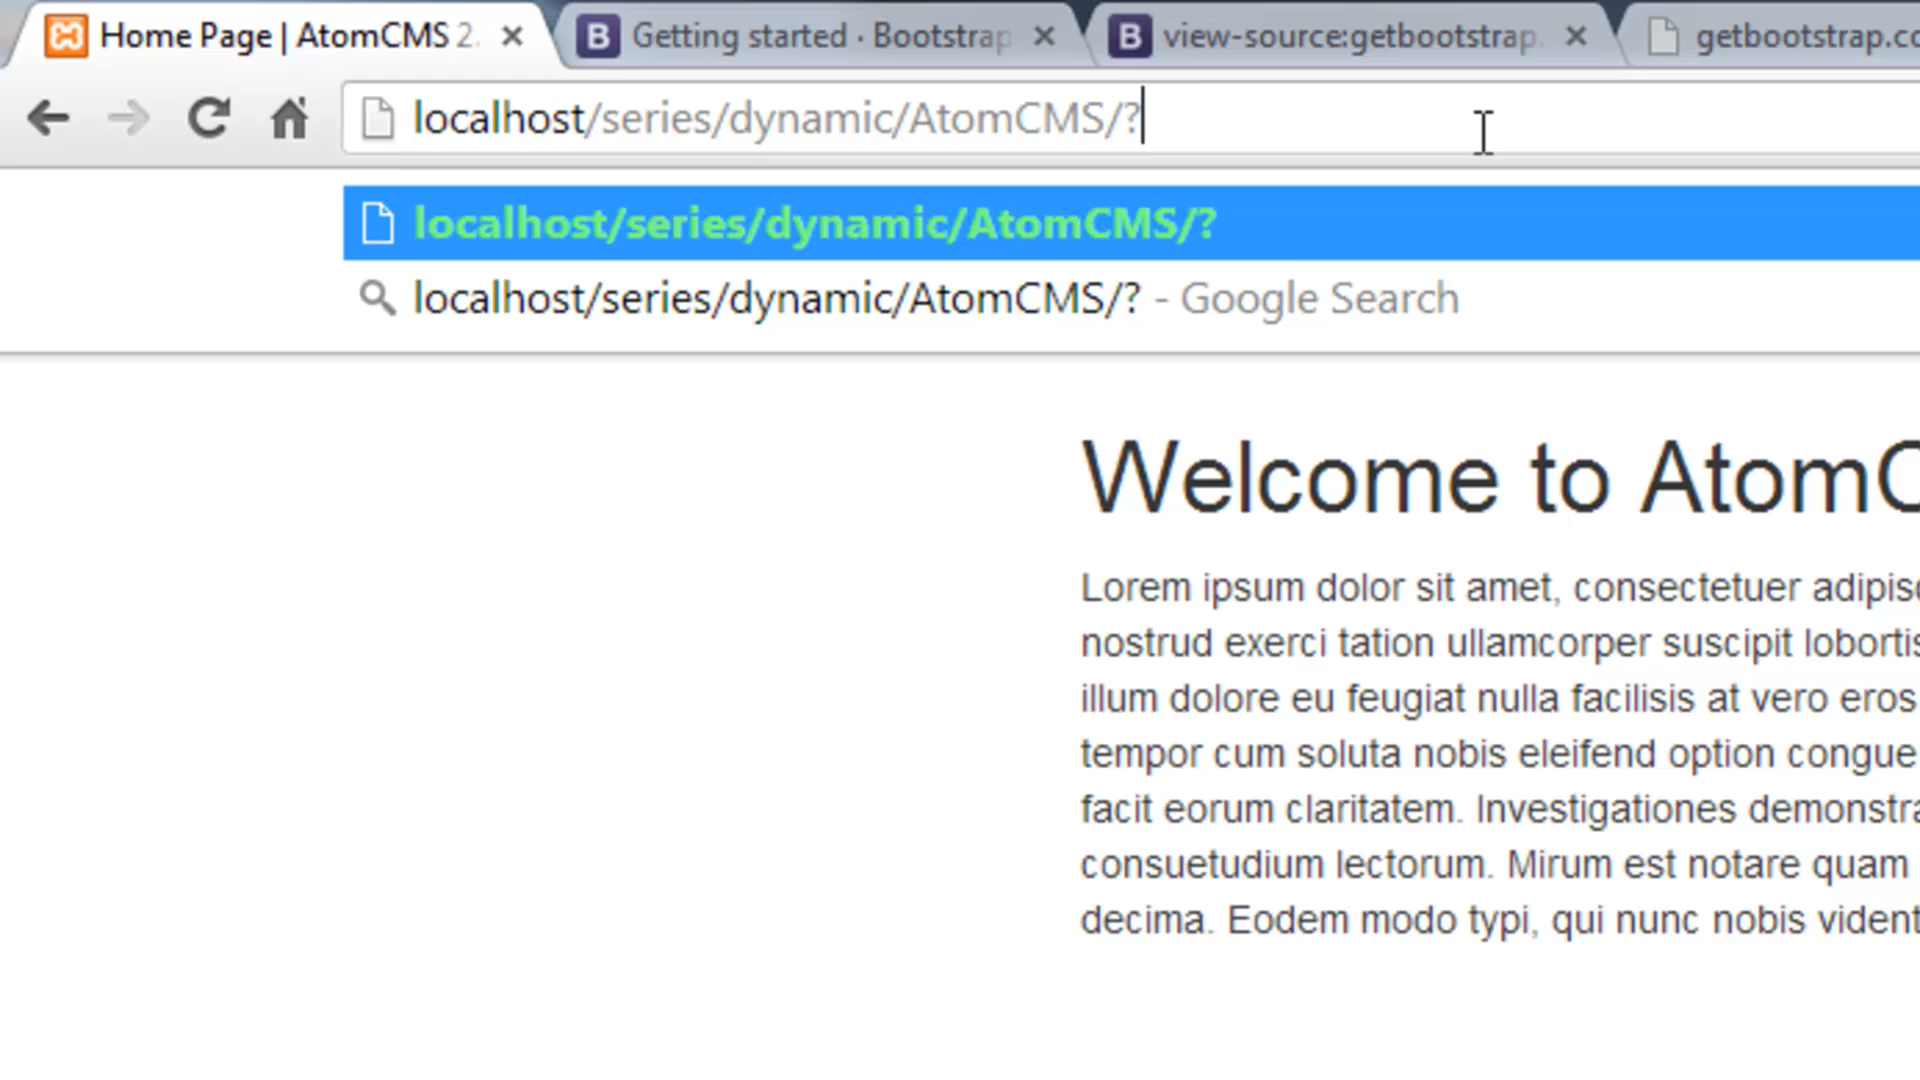 Home Page | AtomCMS 2.
Getting started · Bootstrap
view-source:getbootstrap.
getbootstrap.co
localhost/series/dynamic/AtomCMS/?
localhost/series/dynamic/AtomCMS/?
localhost/series/dynamic/AtomCMS/? - Google Search
Welcome to AtomC
Lorem ipsum dolor sit amet, consectetuer adipisc
nostrud exerci tation ullamcorper suscipit lobortis
illum dolore eu feugiat nulla facilisis at vero eros
tempor cum soluta nobis eleifend option congue
facit eorum claritatem. Investigationes demonstra
consuetudium lectorum. Mirum est notare quam
decima. Eodem modo typi, qui nunc nobis vident